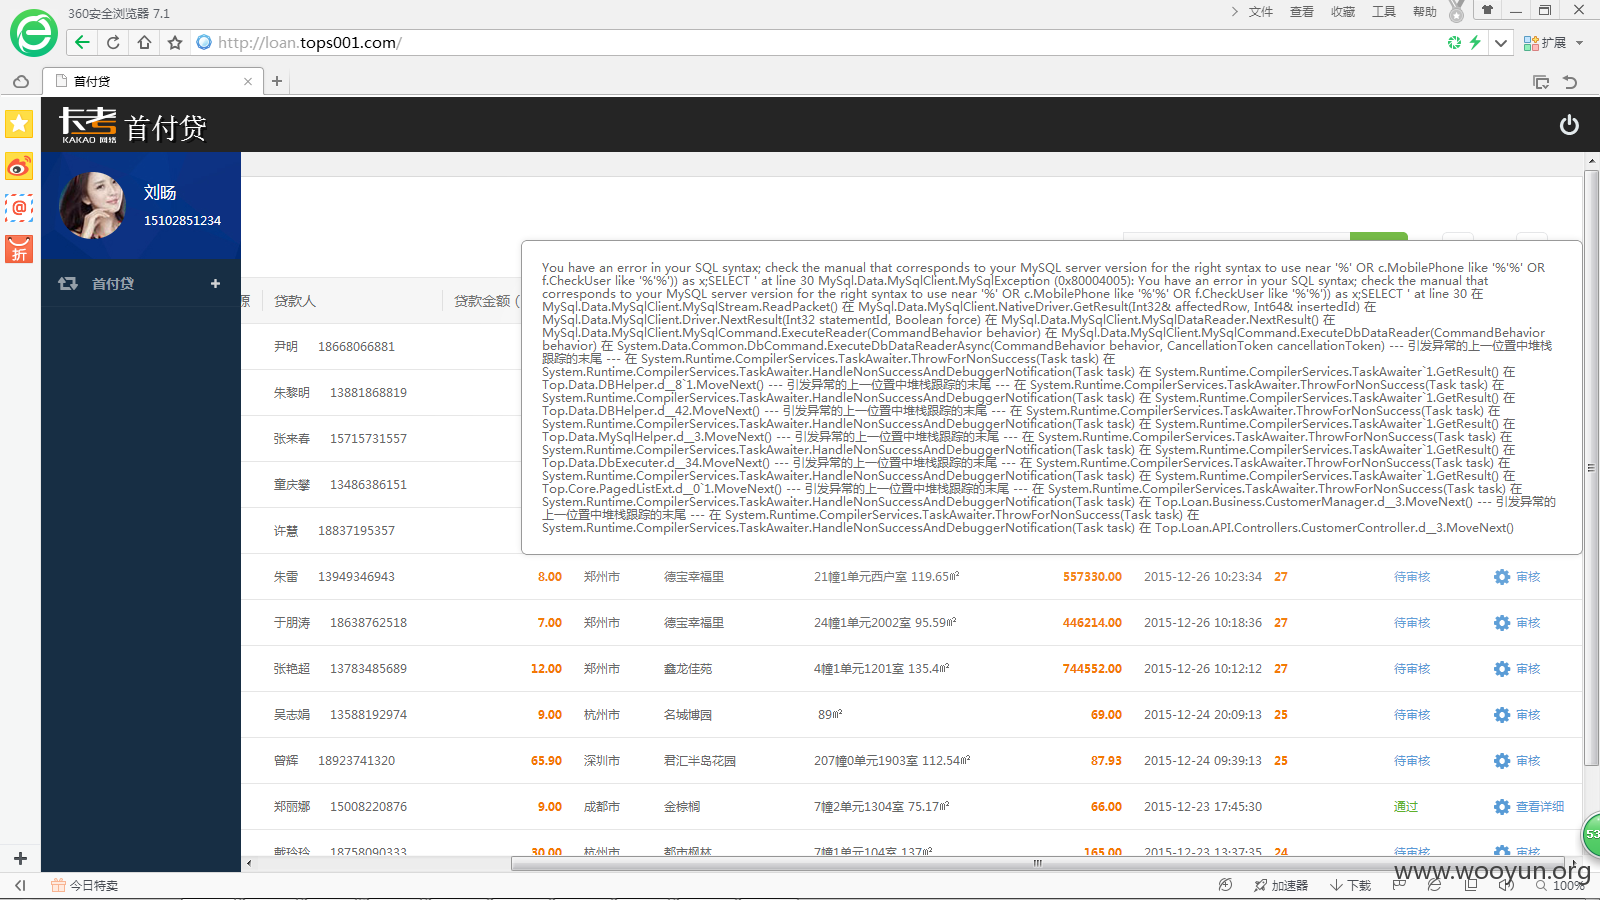 360安全浏览器 7.1
文件 查看 收藏 工具 帮助
http://loan.tops001.com/
扩展
首付贷
卡考 首付贷
KAKAO 网络
刘旸
15102851234
首付贷
源 贷款人 贷款金额 (
You have an error in your SQL syntax; check the manual that corresponds to your MySQL server version for the right syntax to use near '%' OR c.MobilePhone like '%'%' OR
f.CheckUser like '%'%')) as x;SELECT ' at line 30 MySql.Data.MySqlClient.MySqlException (0x80004005): You have an error in your SQL syntax; check the manual that
corresponds to your MySQL server version for the right syntax to use near '%' OR c.MobilePhone like '%'%' OR f.CheckUser like '%'%')) as x;SELECT ' at line 30 在
MySql.Data.MySqlClient.MySqlStream.ReadPacket() 在 MySql.Data.MySqlClient.NativeDriver.GetResult(Int32& affectedRow, Int64& insertedId) 在
MySql.Data.MySqlClient.Driver.NextResult(Int32 statementId, Boolean force) 在 MySql.Data.MySqlClient.MySqlDataReader.NextResult() 在
MySql.Data.MySqlClient.MySqlCommand.ExecuteReader(CommandBehavior behavior) 在 MySql.Data.MySqlClient.MySqlCommand.ExecuteDbDataReader(CommandBehavior
behavior) 在 System.Data.Common.DbCommand.ExecuteDbDataReaderAsync(CommandBehavior behavior, CancellationToken cancellationToken) --- 引发异常的上一位置中堆栈
跟踪的末尾 --- 在 System.Runtime.CompilerServices.TaskAwaiter.ThrowForNonSuccess(Task task) 在
System.Runtime.CompilerServices.TaskAwaiter.HandleNonSuccessAndDebuggerNotification(Task task) 在 System.Runtime.CompilerServices.TaskAwaiter`1.GetResult() 在
Top.Data.DBHelper.d__8`1.MoveNext() --- 引发异常的上一位置中堆栈跟踪的末尾 --- 在 System.Runtime.CompilerServices.TaskAwaiter.ThrowForNonSuccess(Task task) 在
System.Runtime.CompilerServices.TaskAwaiter.HandleNonSuccessAndDebuggerNotification(Task task) 在 System.Runtime.CompilerServices.TaskAwaiter`1.GetResult() 在
Top.Data.DBHelper.d__42.MoveNext() --- 引发异常的上一位置中堆栈跟踪的末尾 --- 在 System.Runtime.CompilerServices.TaskAwaiter.ThrowForNonSuccess(Task task) 在
System.Runtime.CompilerServices.TaskAwaiter.HandleNonSuccessAndDebuggerNotification(Task task) 在 System.Runtime.CompilerServices.TaskAwaiter`1.GetResult() 在
Top.Data.MySqlHelper.d__3.MoveNext() --- 引发异常的上一位置中堆栈跟踪的末尾 --- 在 System.Runtime.CompilerServices.TaskAwaiter.ThrowForNonSuccess(Task task) 在
System.Runtime.CompilerServices.TaskAwaiter.HandleNonSuccessAndDebuggerNotification(Task task) 在 System.Runtime.CompilerServices.TaskAwaiter`1.GetResult() 在
Top.Data.DbExecuter.d__34.MoveNext() --- 引发异常的上一位置中堆栈跟踪的末尾 --- 在 System.Runtime.CompilerServices.TaskAwaiter.ThrowForNonSuccess(Task task) 在
System.Runtime.CompilerServices.TaskAwaiter.HandleNonSuccessAndDebuggerNotification(Task task) 在 System.Runtime.CompilerServices.TaskAwaiter`1.GetResult() 在
Top.Core.PagedListExt.d__0`1.MoveNext() --- 引发异常的上一位置中堆栈跟踪的末尾 --- 在 System.Runtime.CompilerServices.TaskAwaiter.ThrowForNonSuccess(Task task) 在
System.Runtime.CompilerServices.TaskAwaiter.HandleNonSuccessAndDebuggerNotification(Task task) 在 Top.Loan.Business.CustomerManager.d__3.MoveNext() --- 引发异常的
上一位置中堆栈跟踪的末尾 --- 在 System.Runtime.CompilerServices.TaskAwaiter.ThrowForNonSuccess(Task task) 在
System.Runtime.CompilerServices.TaskAwaiter.HandleNonSuccessAndDebuggerNotification(Task task) 在 Top.Loan.API.Controllers.CustomerController.d__3.MoveNext()
尹明 18668066881
朱黎明 13881868819
张来春 15715731557
童庆攀 13486386151
许慧 18837195357
朱雷 13949346943 8.00 郑州市 德宝幸福里 21幢1单元西户室 119.65㎡ 557330.00 2015-12-26 10:23:34 27 待审核 审核
于朋涛 18638762518 7.00 郑州市 德宝幸福里 24幢1单元2002室 95.59㎡ 446214.00 2015-12-26 10:18:36 27 待审核 审核
张艳超 13783485689 12.00 郑州市 鑫龙佳苑 4幢1单元1201室 135.4㎡ 744552.00 2015-12-26 10:12:12 27 待审核 审核
吴志娟 13588192974 9.00 杭州市 名城博园 89㎡ 69.00 2015-12-24 20:09:13 25 待审核 审核
曾辉 18923741320 65.90 深圳市 君汇半岛花园 207幢0单元1903室 112.54㎡ 87.93 2015-12-24 09:39:13 25 待审核 审核
郑丽娜 15008220876 9.00 成都市 金棕榈 7幢2单元1304室 75.17㎡ 66.00 2015-12-23 17:45:30 通过 查看详细
戴玲玲 18758090333 30.00 杭州市 都市枫林 7幢1单元104室 137㎡ 165.00 2015-12-23 13:37:35 24 待审核 审核
53
今日特卖 加速器 下载 100%
www.wooyun.org